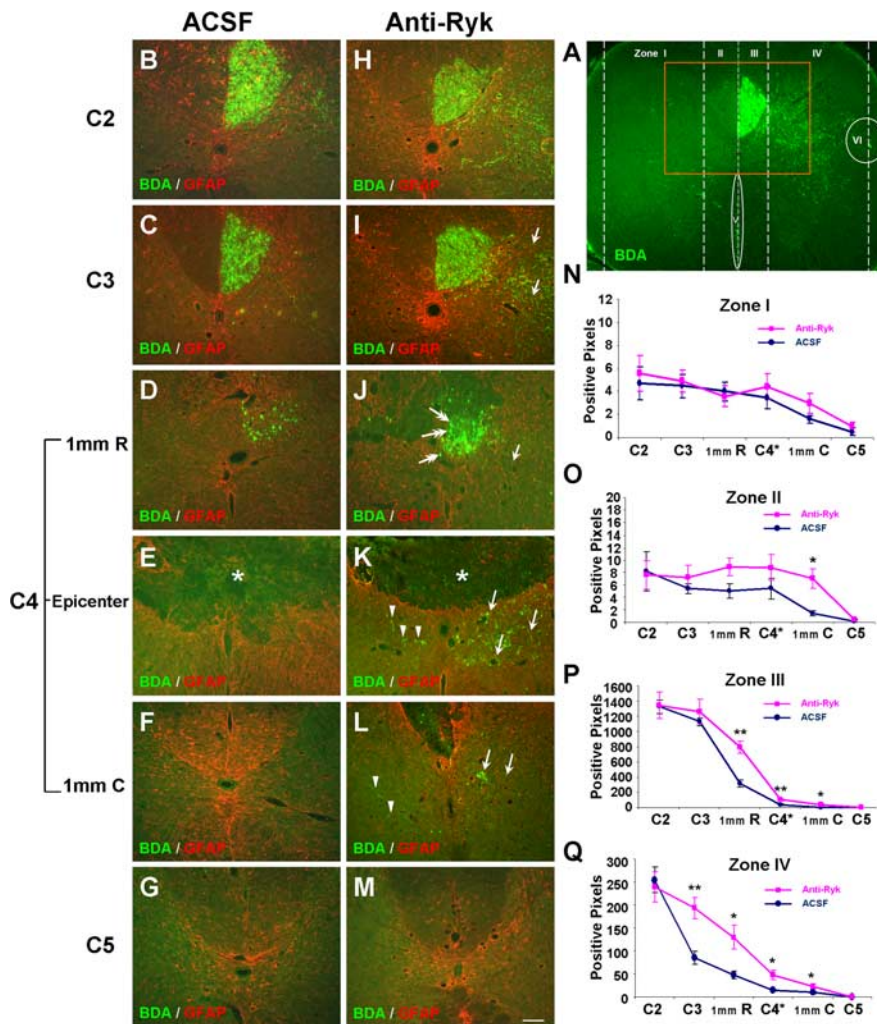 ACSF
Anti-Ryk
C2
C3
C4
1mm R
Epicenter
1mm C
C5
B
BDA / GFAP
H
BDA / GFAP
C
BDA / GFAP
I
BDA / GFAP
D
BDA / GFAP
J
BDA / GFAP
E
*
BDA / GFAP
K
*
BDA / GFAP
F
BDA / GFAP
L
BDA / GFAP
G
BDA / GFAP
M
BDA / GFAP
A
Zone I II III IV
VI
V
BDA
N
Zone I
Positive Pixels
12
10
8
6
4
2
0
Anti-Ryk
ACSF
C2 C3 1mm R C4* 1mm C C5
O
Zone II
Positive Pixels
20
18
16
14
12
10
8
6
4
2
0
Anti-Ryk
ACSF
*
C2 C3 1mm R C4* 1mm C C5
P
Zone III
Positive Pixels
1600
1400
1200
1000
800
600
400
200
0
Anti-Ryk
ACSF
**
**
*
C2 C3 1mm R C4* 1mm C C5
Q
Zone IV
Positive Pixels
300
250
200
150
100
50
0
Anti-Ryk
ACSF
**
*
*
*
C2 C3 1mm R C4* 1mm C C5